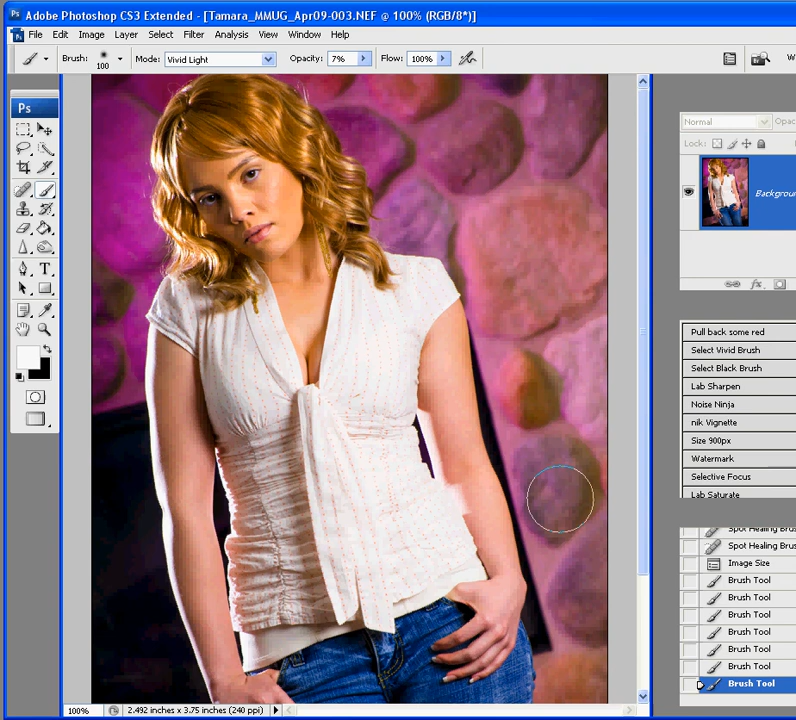 Adobe Photoshop CS3 Extended - [Tamara_MMUG_Apr09-003.NEF @ 100% (RGB/8*)]
File Edit Image Layer Select Filter Analysis View Window Help
Brush: 100 Mode: Vivid Light Opacity: 7% Flow: 100%
Ps
Normal
Lock:
Pull back some red
Select Vivid Brush
Select Black Brush
Lab Sharpen
Noise Ninja
nik Vignette
Size 900px
Watermark
Selective Focus
Lab Saturate
Spot Healing
Spot Healing
Image Size
Brush Tool
Brush Tool
Brush Tool
Brush Tool
Brush Tool
Brush Tool
Brush Tool
100% 2.492 inches x 3.75 inches (240 ppi)